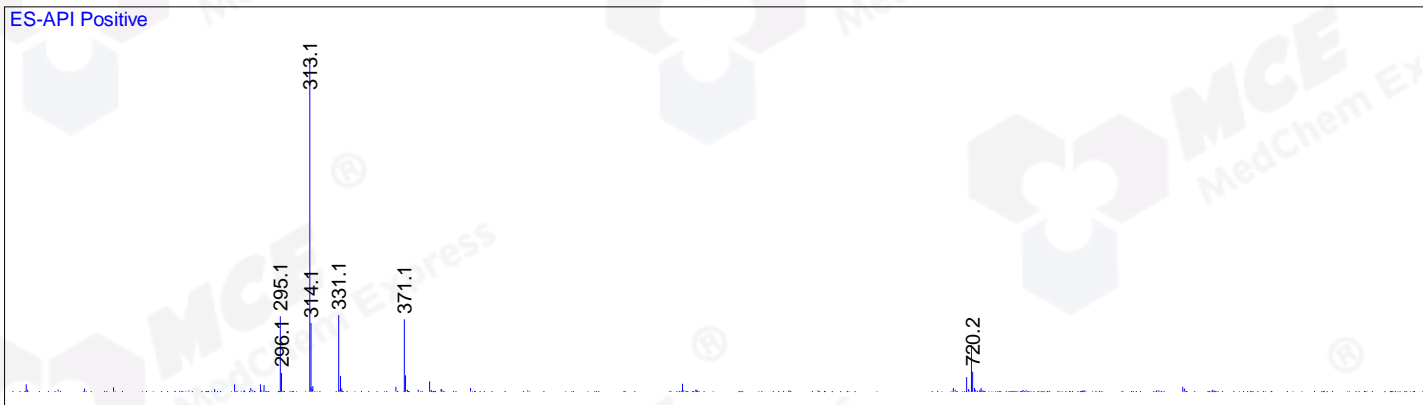 ES-API Positive
313.1
295.1
314.1
331.1
371.1
296.1
720.2
MCE
MedChem Express
®
MCE
MedChem Ex
®
®